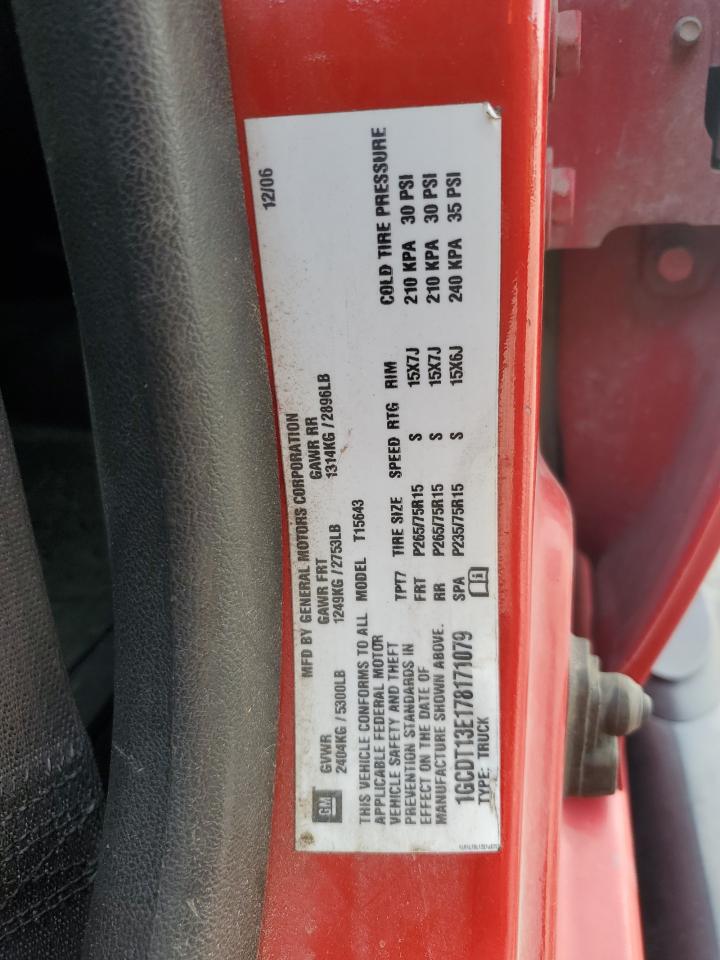 MFD BY GENERAL MOTORS CORPORATION 12/06
GM
GVWR GAWR FRT GAWR RR
2404KG / 5300LB 1249KG / 2753LB 1314KG / 2896LB
THIS VEHICLE CONFORMS TO ALL
APPLICABLE FEDERAL MOTOR
VEHICLE SAFETY AND THEFT
PREVENTION STANDARDS IN
EFFECT ON THE DATE OF
MANUFACTURE SHOWN ABOVE.
1GCDT13E178171079
TYPE: TRUCK
MODEL T15643
TPT7 TIRE SIZE SPEED RTG RIM COLD TIRE PRESSURE
FRT P265/75R15 S 15X7J 210 KPA 30 PSI
RR P265/75R15 S 15X7J 210 KPA 30 PSI
SPA P235/75R15 S 15X6J 240 KPA 35 PSI